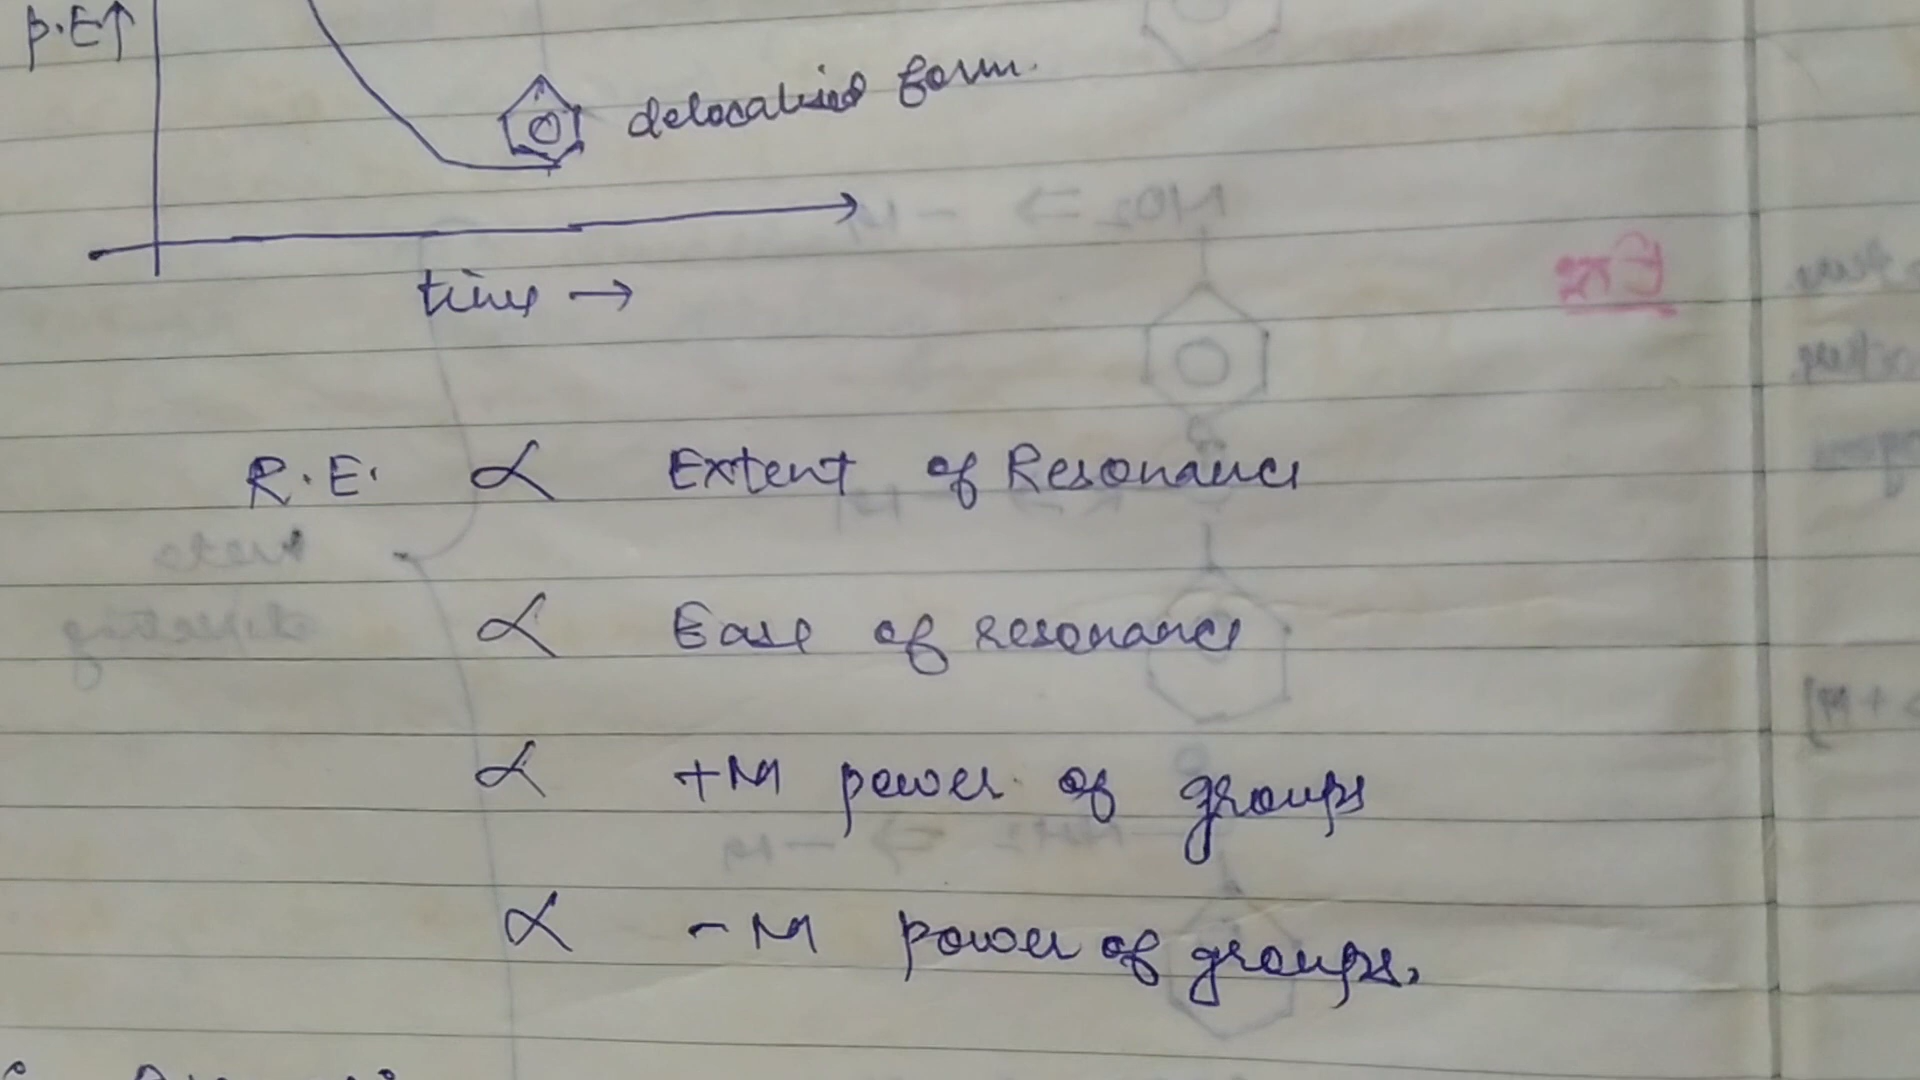 P.E↑
delocalised form.
time →
R.E. ∝ Extent of Resonance
∝ Ease of resonance
∝ +M power of groups
∝ -M power of groups,